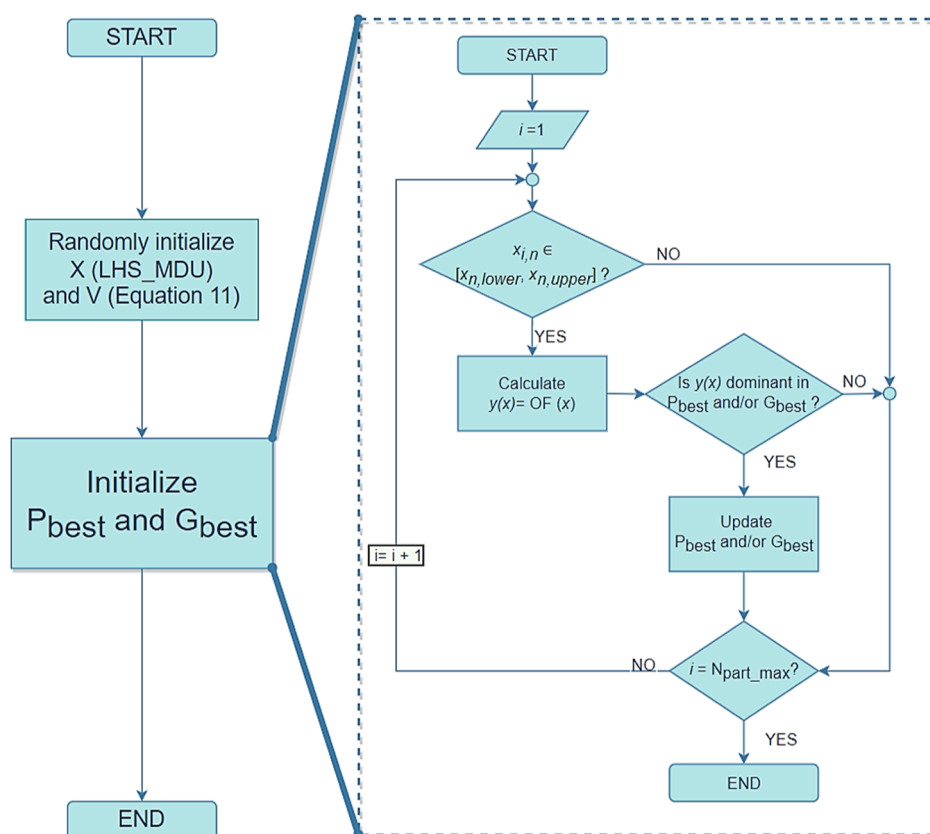 START
Randomly initialize
X (LHS_MDU)
and V (Equation 11)
Initialize
Pbest and Gbest
END
START
i =1
xi,n ∈
[xn,lower, xn,upper] ?
NO
YES
Calculate
y(x)= OF (x)
Is y(x) dominant in
Pbest and/or Gbest ?
NO
YES
Update
Pbest and/or Gbest
i= i + 1
i = Npart_max?
NO
YES
END